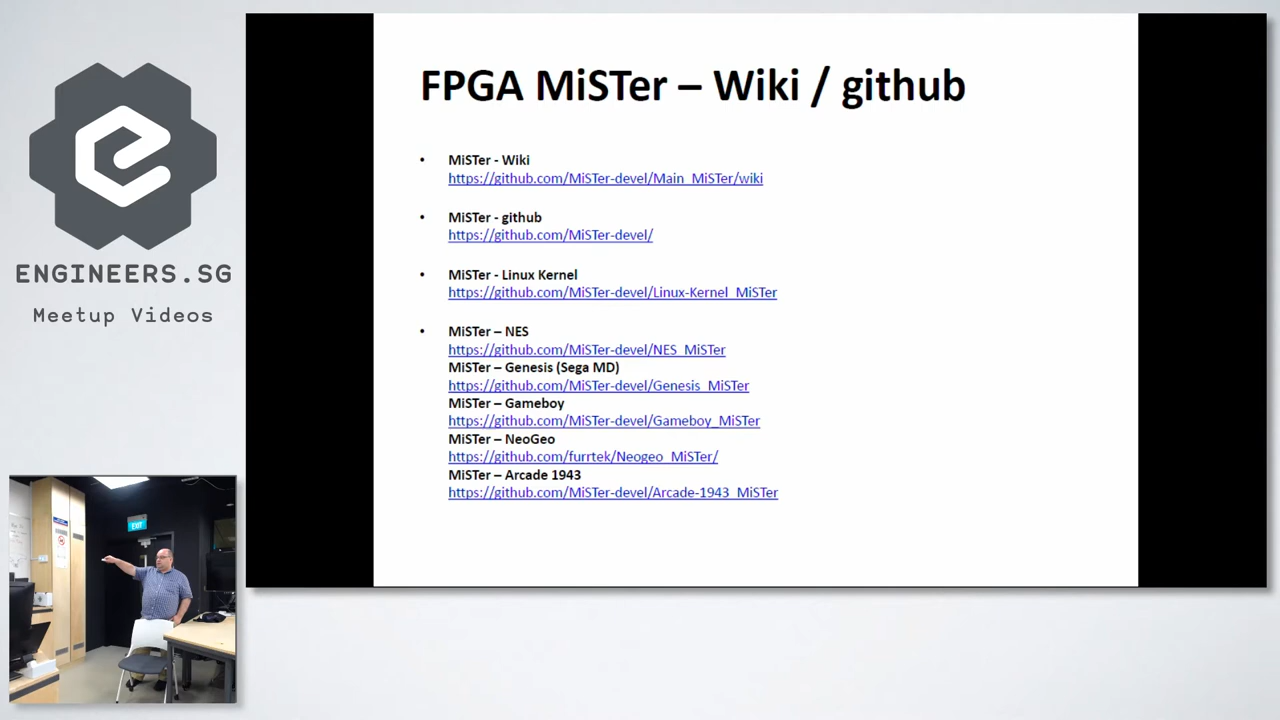 FPGA MiSTer – Wiki / github
• MiSTer - Wiki
https://github.com/MiSTer-devel/Main_MiSTer/wiki
• MiSTer - github
https://github.com/MiSTer-devel/
• MiSTer - Linux Kernel
https://github.com/MiSTer-devel/Linux-Kernel_MiSTer
• MiSTer – NES
https://github.com/MiSTer-devel/NES_MiSTer
MiSTer – Genesis (Sega MD)
https://github.com/MiSTer-devel/Genesis_MiSTer
MiSTer – Gameboy
https://github.com/MiSTer-devel/Gameboy_MiSTer
MiSTer – NeoGeo
https://github.com/furrtek/Neogeo_MiSTer/
MiSTer – Arcade 1943
https://github.com/MiSTer-devel/Arcade-1943_MiSTer
ENGINEERS.SG
Meetup Videos
EXIT